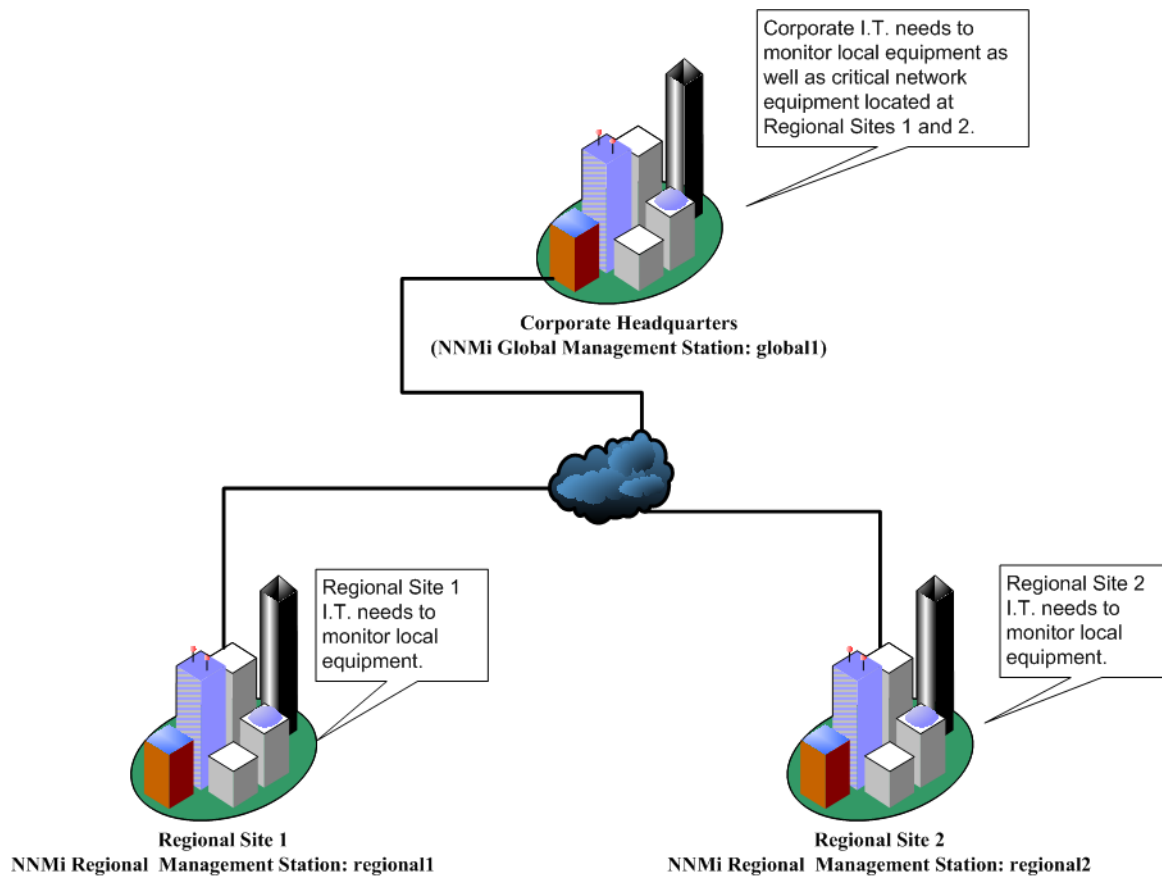 Corporate I.T. needs to
monitor local equipment as
well as critical network
equipment located at
Regional Sites 1 and 2.
Corporate Headquarters
(NNMi Global Management Station: global1)
Regional Site 1
I.T. needs to
monitor local
equipment.
Regional Site 2
I.T. needs to
monitor local
equipment.
Regional Site 1
NNMi Regional Management Station: regional1
Regional Site 2
NNMi Regional Management Station: regional2